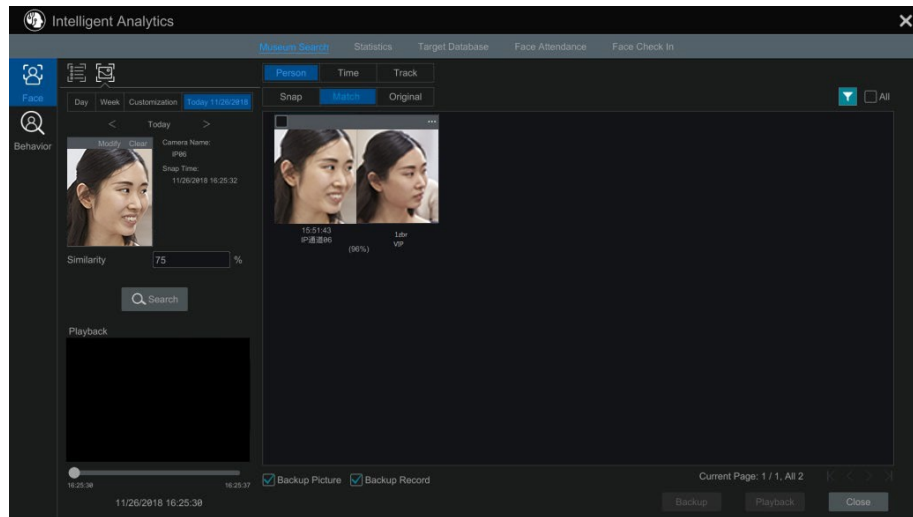 Intelligent Analytics
Museum Search Statistics Target Database Face Attendance Face Check In
Face
Behavior
Day Week Customization Today 11/26/2018
< Today >
Modify Clear
Camera Name:
IP06
Snap Time:
11/26/2018 16:25:32
Similarity 75 %
Search
Playback
16:25:30 16:25:37
11/26/2018 16:25:30
Person Time Track
Snap Match Original
All
15:51:43
IP通道06
(96%)
VIP
Backup Picture Backup Record
Current Page: 1 / 1, All 2
Backup Playback Close